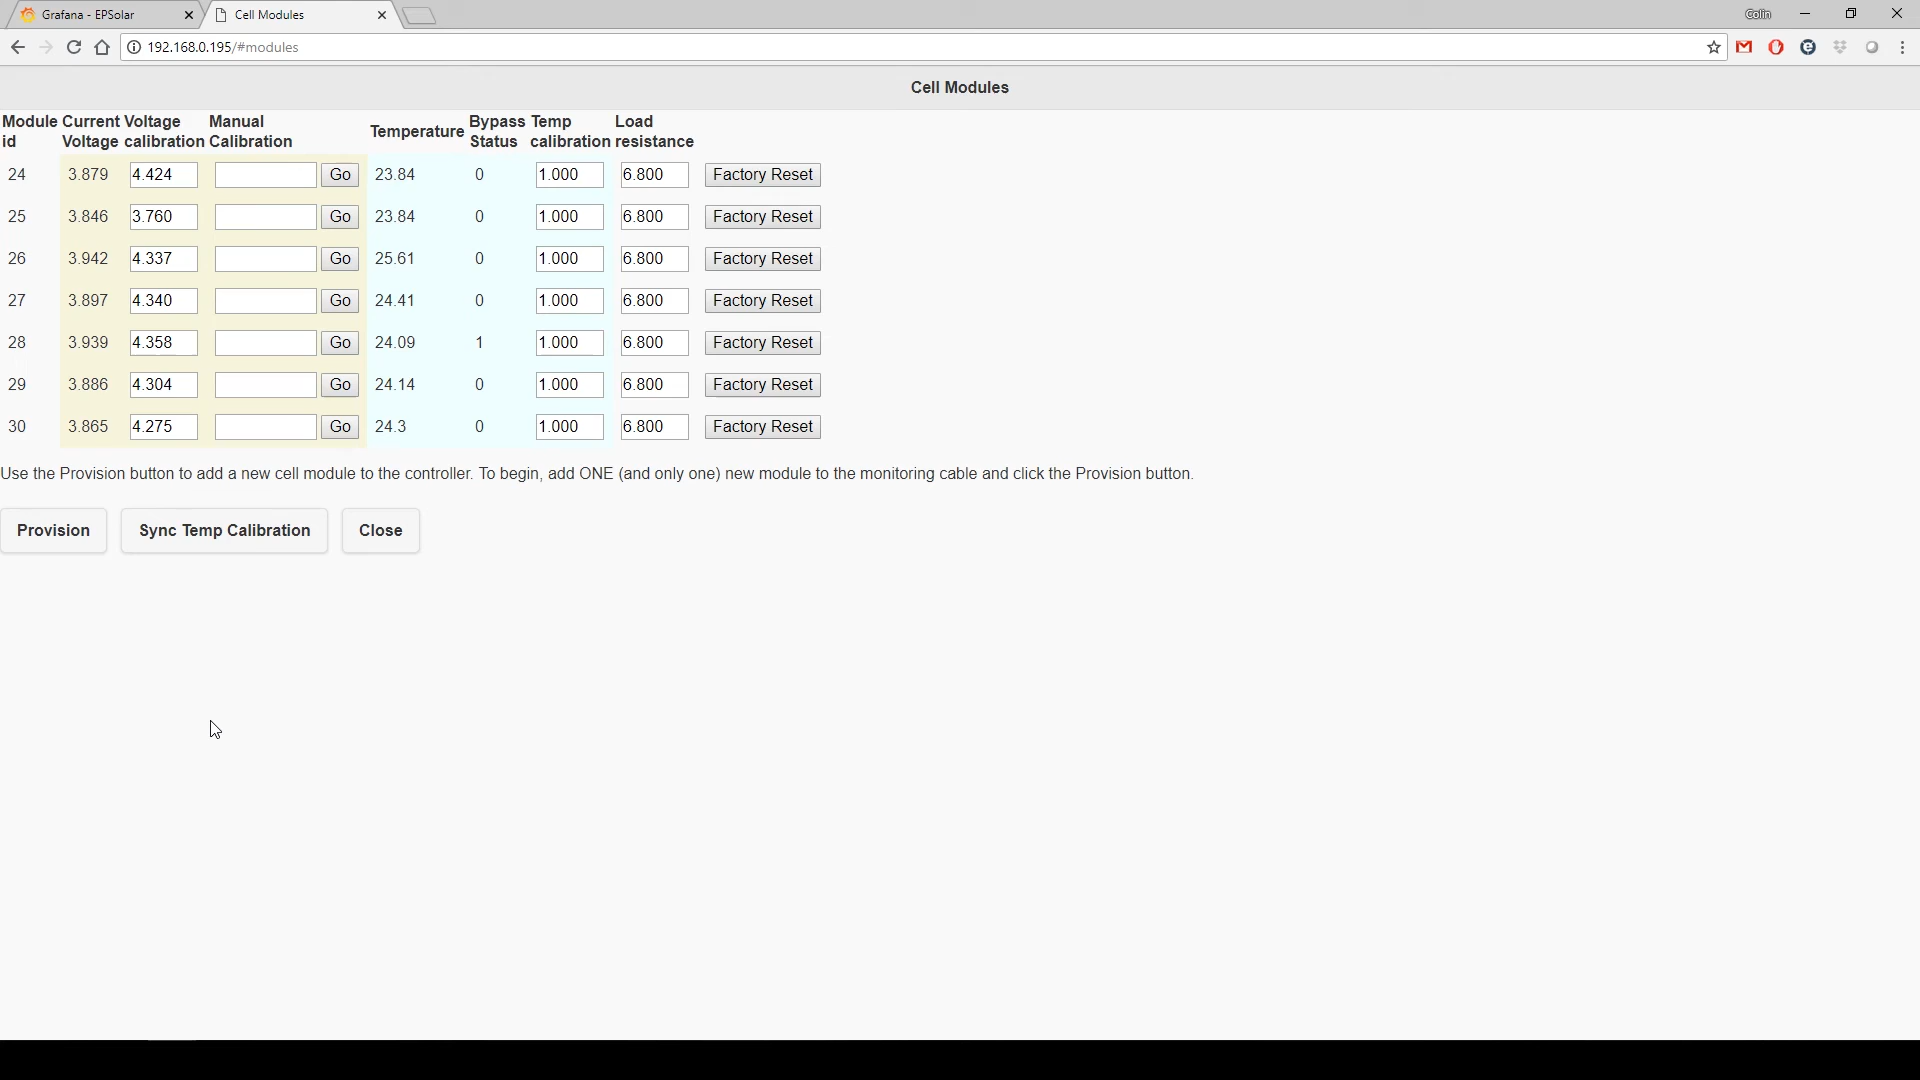 Grafana - EPSolar
Cell Modules
Colin
192.168.0.195/#modules
Cell Modules
Module id Current Voltage Voltage calibration Manual Calibration Temperature Bypass Status Temp calibration Load resistance
24 3.879 4.424 Go 23.84 0 1.000 6.800 Factory Reset
25 3.846 3.760 Go 23.84 0 1.000 6.800 Factory Reset
26 3.942 4.337 Go 25.61 0 1.000 6.800 Factory Reset
27 3.897 4.340 Go 24.41 0 1.000 6.800 Factory Reset
28 3.939 4.358 Go 24.09 1 1.000 6.800 Factory Reset
29 3.886 4.304 Go 24.14 0 1.000 6.800 Factory Reset
30 3.865 4.275 Go 24.3 0 1.000 6.800 Factory Reset
Use the Provision button to add a new cell module to the controller. To begin, add ONE (and only one) new module to the monitoring cable and click the Provision button.
Provision Sync Temp Calibration Close